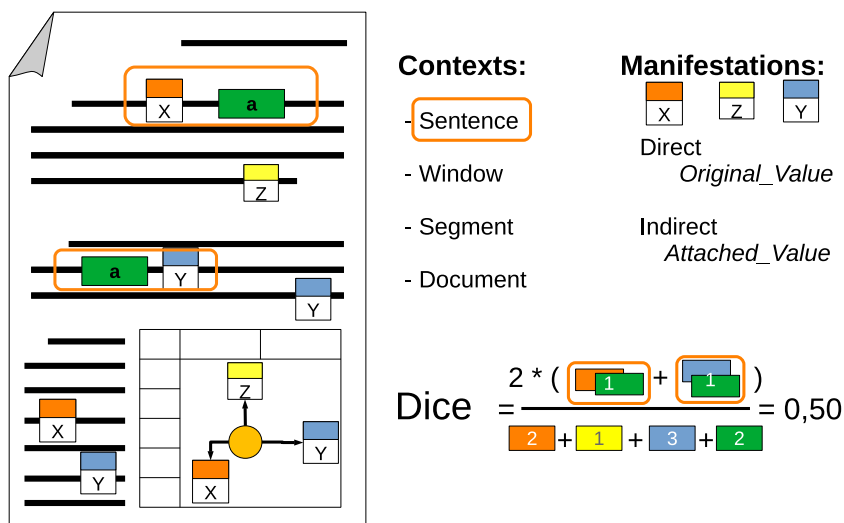 X
a
Z
a
Y
Y
X
Y
Z
Y
X
Contexts:
- Sentence
- Window
- Segment
- Document
Manifestations:
X Z Y
Direct
Original_Value
Indirect
Attached_Value
Dice = 2 * ( 1 + 1 ) = 0,50
2 + 1 + 3 + 2